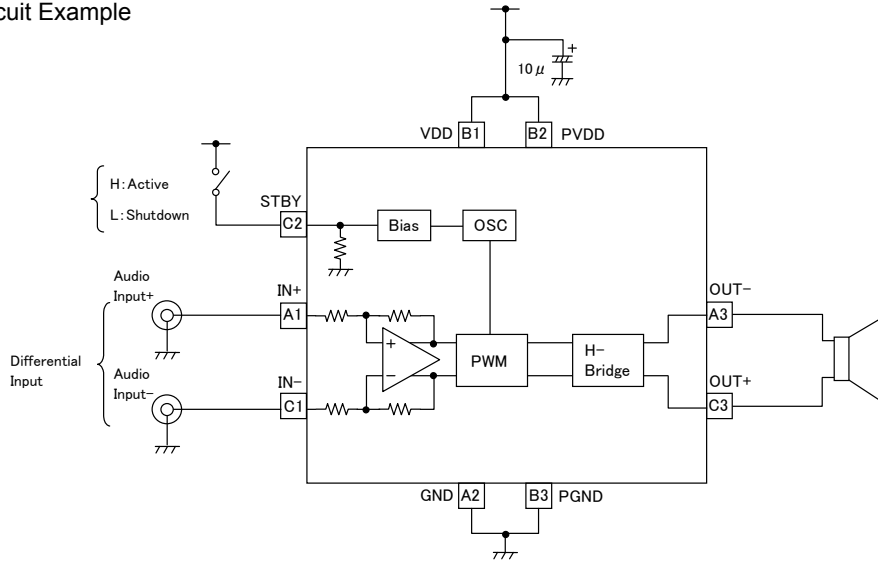 cuit Example
10μ
VDD B1 B2 PVDD
H:Active
L:Shutdown
STBY
C2
Bias
OSC
Audio
Input+
IN+
A1
OUT-
A3
+
PWM
H-
Bridge
Differential
Input
Audio
Input-
IN-
C1
-
OUT+
C3
GND A2 B3 PGND
+